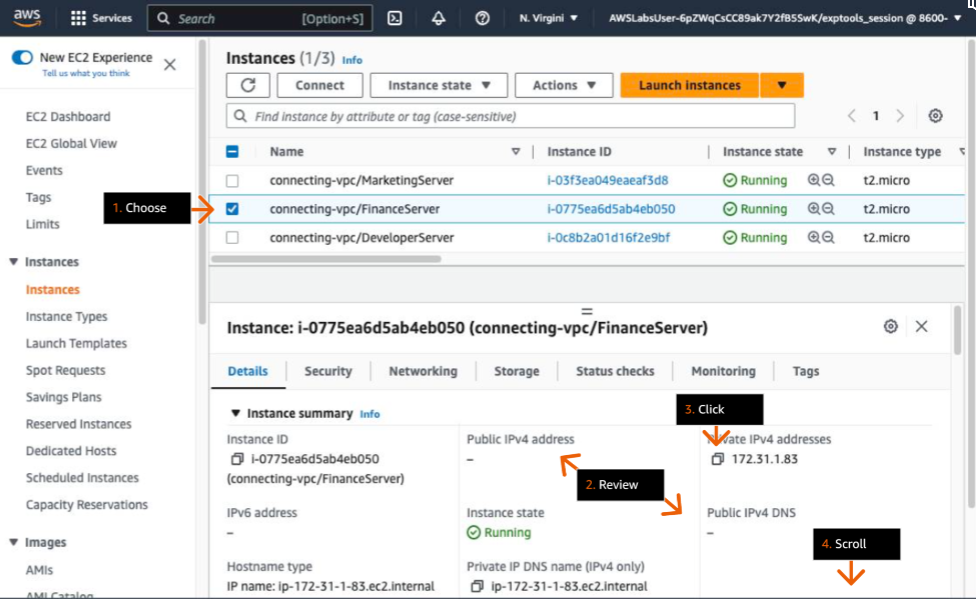 aws
Services
Search
[Option+S]
N. Virgini
AWSLabsUser-6pZWqCsCC89ak7Y2fB5SwK/exptools_session @ 8600-
New EC2 Experience
Tell us what you think
EC2 Dashboard
EC2 Global View
Events
Tags
Limits
Instances
Instances
Instance Types
Launch Templates
Spot Requests
Savings Plans
Reserved Instances
Dedicated Hosts
Scheduled Instances
Capacity Reservations
Images
AMIs
AMI Catalog
1. Choose
Instances (1/3) Info
Connect
Instance state
Actions
Launch instances
Find instance by attribute or tag (case-sensitive)
1
Name Instance ID Instance state Instance type
connecting-vpc/MarketingServer i-03f3ea049eaeaf3d8 Running t2.micro
connecting-vpc/FinanceServer i-0775ea6d5ab4eb050 Running t2.micro
connecting-vpc/DeveloperServer i-0c8b2a01d16f2e9bf Running t2.micro
Instance: i-0775ea6d5ab4eb050 (connecting-vpc/FinanceServer)
Details Security Networking Storage Status checks Monitoring Tags
Instance summary Info
3. Click
Instance ID
i-0775ea6d5ab4eb050
(connecting-vpc/FinanceServer)
Public IPv4 address
–
Private IPv4 addresses
172.31.1.83
2. Review
IPv6 address
–
Instance state
Running
Public IPv4 DNS
–
4. Scroll
Hostname type
IP name: ip-172-31-1-83.ec2.internal
Private IP DNS name (IPv4 only)
ip-172-31-1-83.ec2.internal